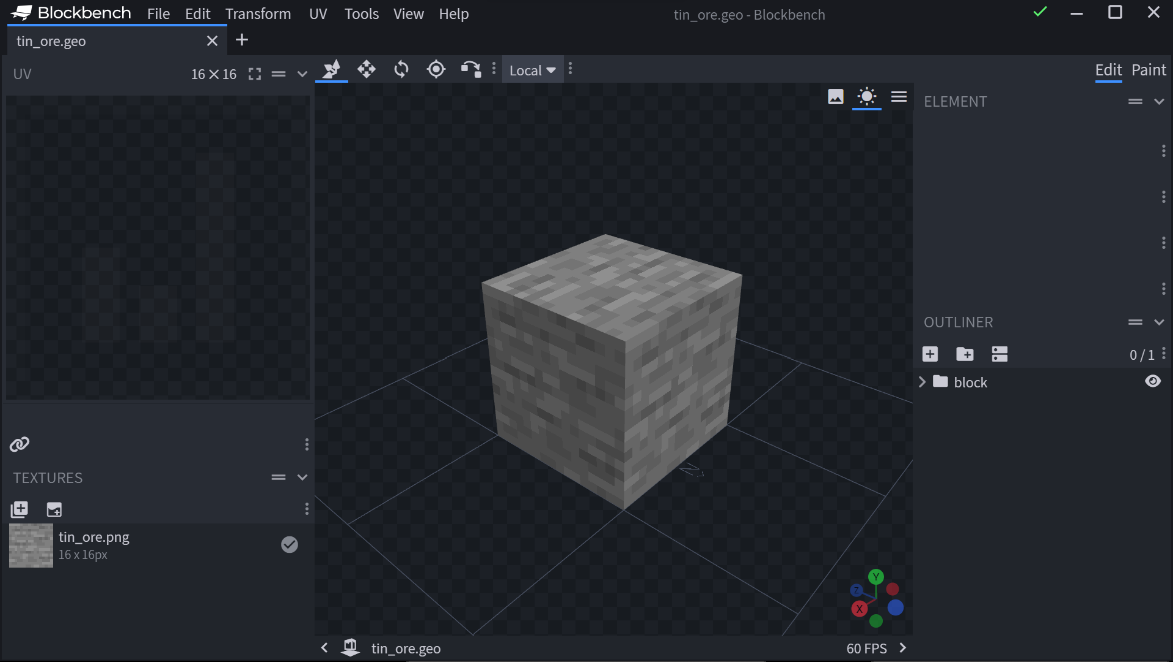 Blockbench File Edit Transform UV Tools View Help tin_ore.geo - Blockbench
tin_ore.geo
UV 16×16 Local Edit Paint
ELEMENT
OUTLINER
0 / 1
block
TEXTURES
tin_ore.png
16 x 16px
N
Y
Z
X
tin_ore.geo 60 FPS